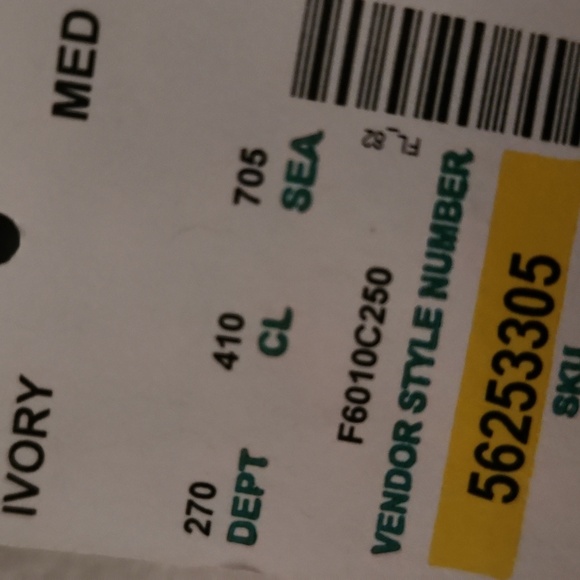 IVORY MED
270 410 705
DEPT CL SEA
F6010C250
VENDOR STYLE NUMBER
56253305
SKU